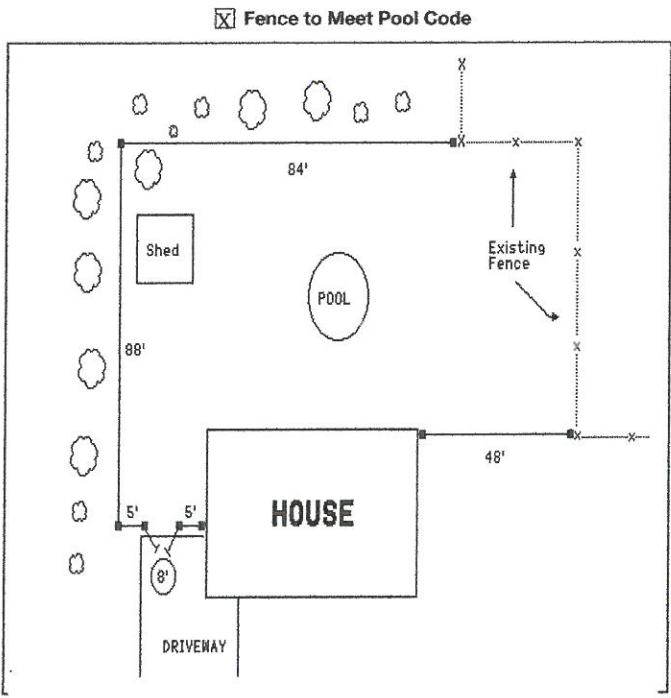 X Fence to Meet Pool Code
X
X X X
84'
Shed
Existing
Fence
X
POOL
X
88'
48'
X X
HOUSE
5' 5'
8'
DRIVEWAY